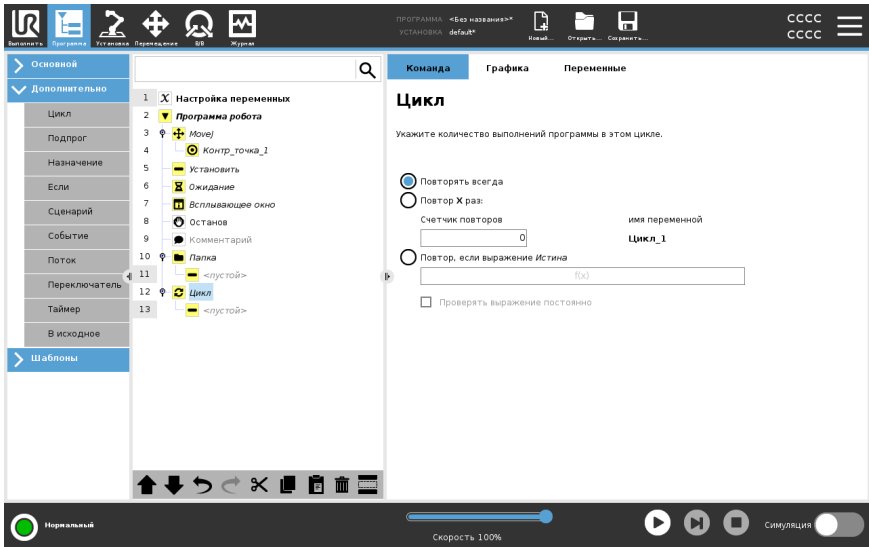 UR
ПРОГРАММА <Без названия>*
УСТАНОВКА default*
CCCC
CCCC
Выполнить Программа Установка Перемещение В/В Журнал
Новый... Открыть... Сохранить...
Основной
Дополнительно
Цикл
Подпрог
Назначение
Если
Сценарий
Событие
Поток
Переключатель
Таймер
В исходное
Шаблоны
1 X Настройка переменных
2 Программа робота
3 MoveJ
4 Контр_точка_1
5 Установить
6 Ожидание
7 Всплывающее окно
8 Останов
9 Комментарий
10 Папка
11 <пустой>
12 Цикл
13 <пустой>
Команда Графика Переменные
Цикл
Укажите количество выполнений программы в этом цикле.
Повторять всегда
Повтор X раз:
Счетчик повторов имя переменной
0 Цикл_1
Повтор, если выражение Истина
f(x)
Проверять выражение постоянно
Нормальный
Скорость 100%
Симуляция